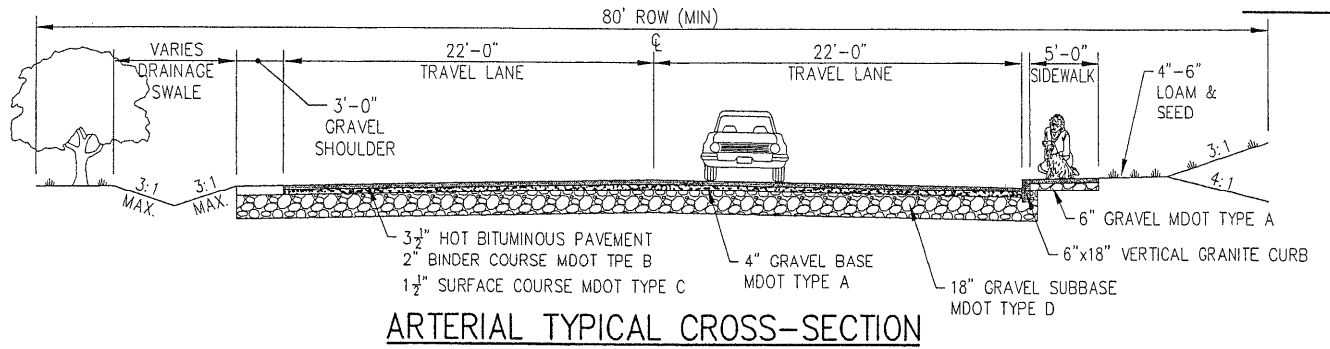 80' ROW (MIN)
℄
VARIES
DRAINAGE
SWALE
22'-0"
TRAVEL LANE
22'-0"
TRAVEL LANE
5'-0"
SIDEWALK
4"-6"
LOAM &
SEED
3'-0"
GRAVEL
SHOULDER
3:1
MAX.
3:1
MAX.
3:1
4:1
3½" HOT BITUMINOUS PAVEMENT
2" BINDER COURSE MDOT TPE B
1½" SURFACE COURSE MDOT TYPE C
4" GRAVEL BASE
MDOT TYPE A
18" GRAVEL SUBBASE
MDOT TYPE D
6" GRAVEL MDOT TYPE A
6"x18" VERTICAL GRANITE CURB
ARTERIAL TYPICAL CROSS-SECTION